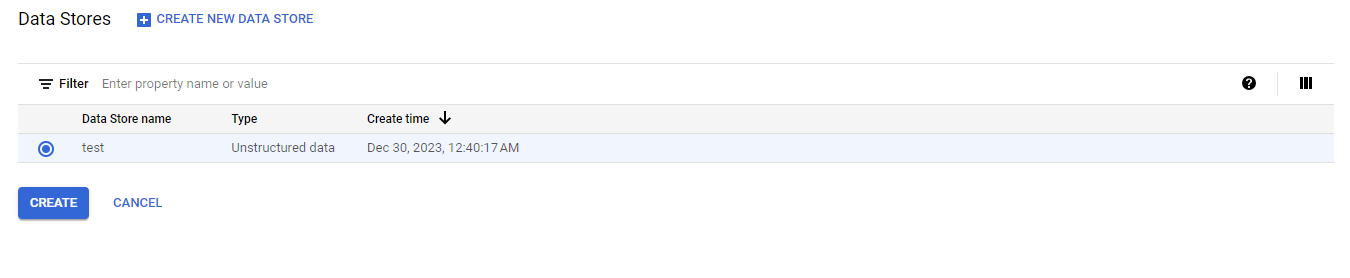 Data Stores CREATE NEW DATA STORE
Filter Enter property name or value
Data Store name Type Create time
test Unstructured data Dec 30, 2023, 12:40:17 AM
CREATE CANCEL